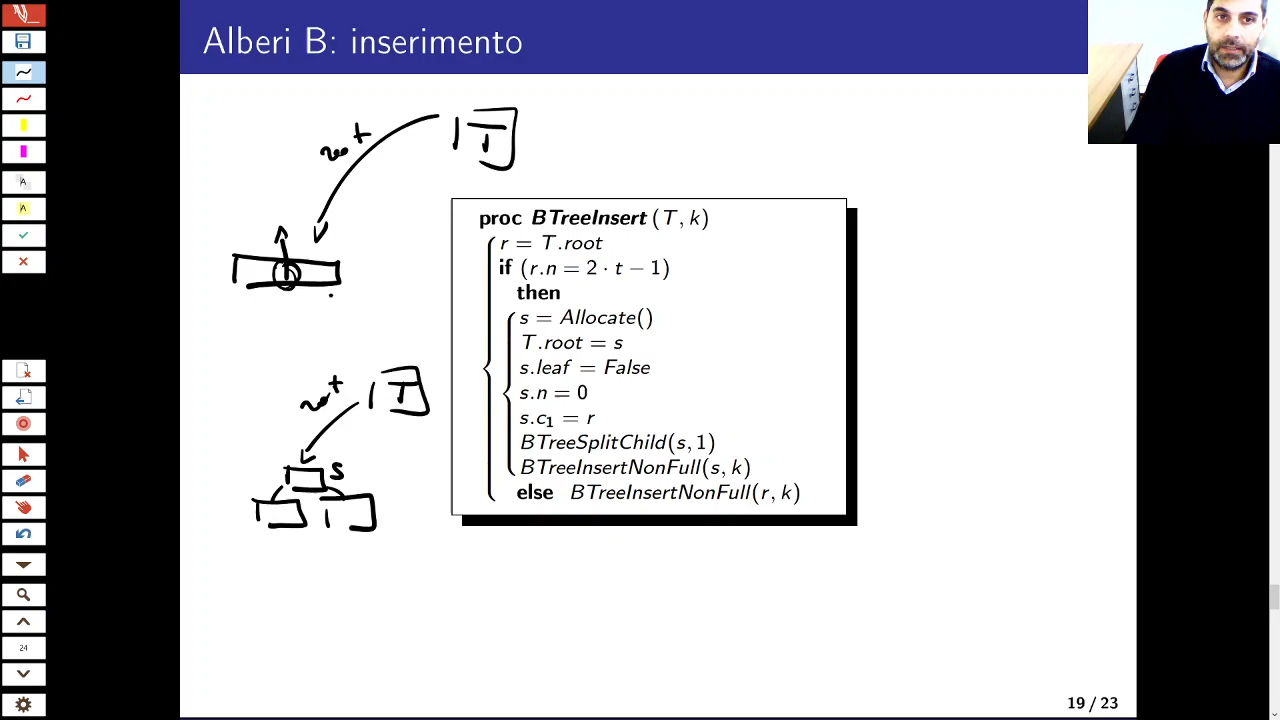 Alberi B: inserimento
T
root
proc BTreeInsert (T, k)
r = T.root
if (r.n = 2 · t − 1)
then
s = Allocate()
T.root = s
s.leaf = False
s.n = 0
s.c₁ = r
BTreeSplitChild(s, 1)
BTreeInsertNonFull(s, k)
else BTreeInsertNonFull(r, k)
T
root
s
24
19 / 23